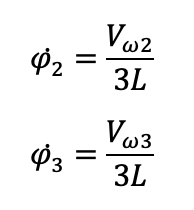 φ̇₂ = V_ω2 / 3L
φ̇₃ = V_ω3 / 3L